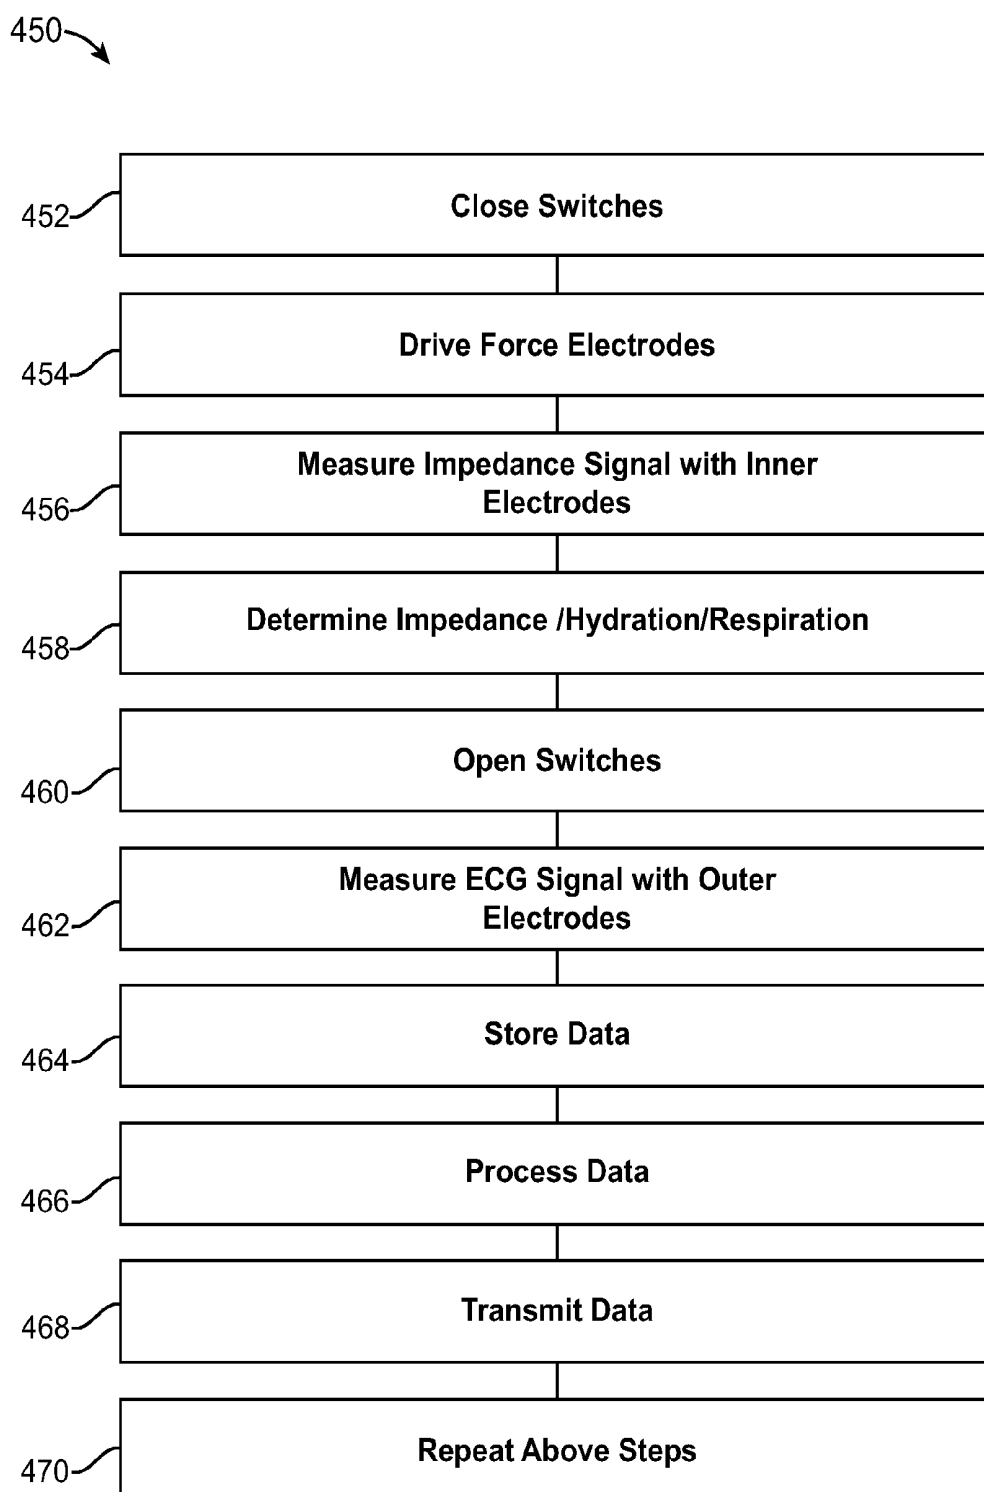 450
452
Close Switches
454
Drive Force Electrodes
456
Measure Impedance Signal with Inner
Electrodes
458
Determine Impedance /Hydration/Respiration
460
Open Switches
462
Measure ECG Signal with Outer
Electrodes
464
Store Data
466
Process Data
468
Transmit Data
470
Repeat Above Steps